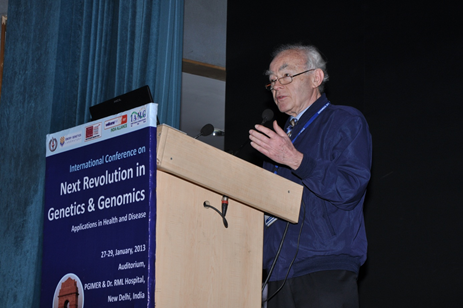 International Conference on
Next Revolution in
Genetics & Genomics
Applications in Health and Disease
27-29, January, 2013
Auditorium,
PGIMER & Dr. RML Hospital,
New Delhi, India